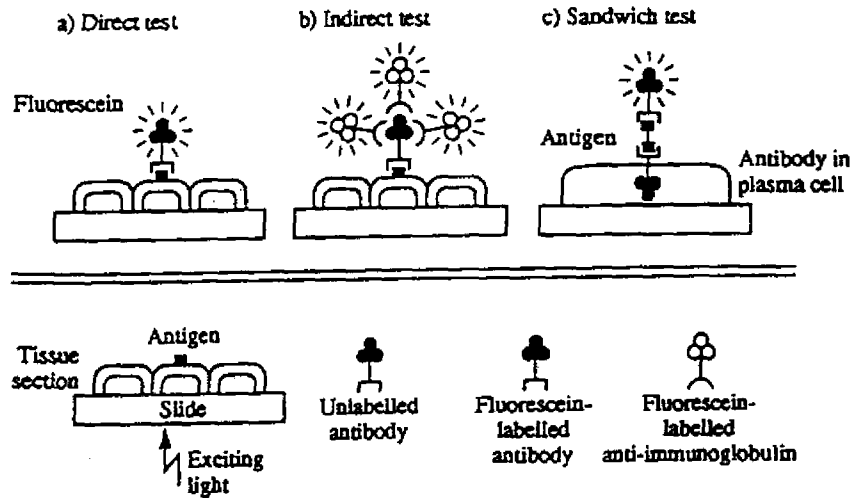 a) Direct test
b) Indirect test
c) Sandwich test
Fluorescein
Antigen
Antibody in
plasma cell
Antigen
Tissue
section
Slide
Exciting
light
Unlabelled
antibody
Fluorescein-
labelled
antibody
Fluorescein-
labelled
anti-immunoglobulin